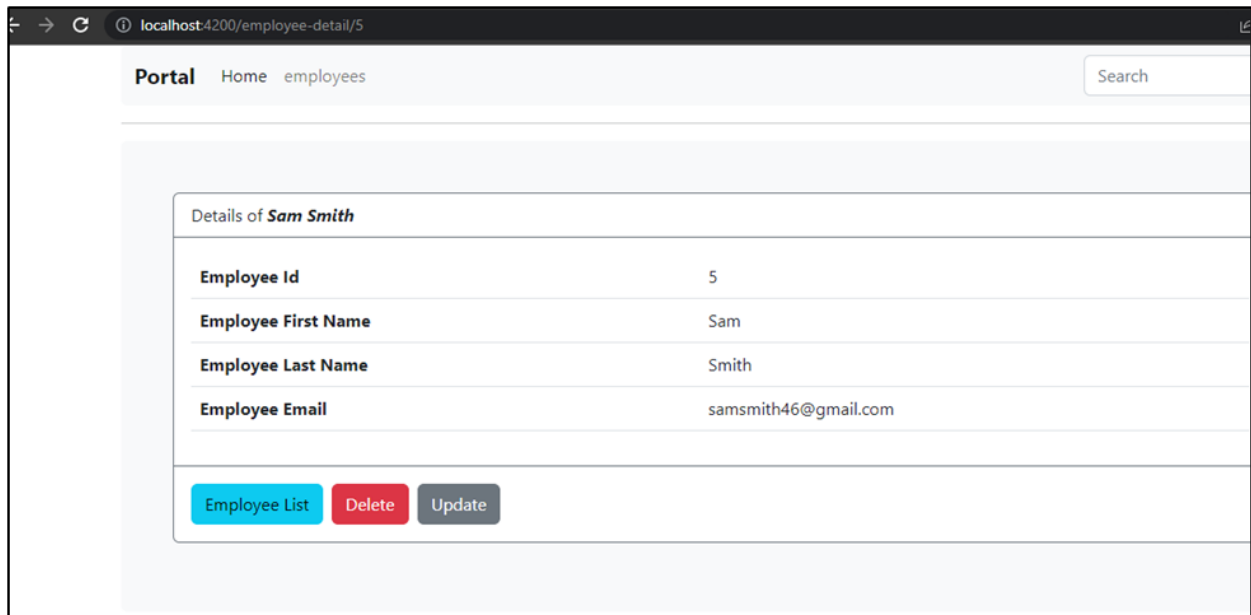 localhost:4200/employee-detail/5
Portal Home employees Search
Details of Sam Smith
Employee Id 5
Employee First Name Sam
Employee Last Name Smith
Employee Email samsmith46@gmail.com
Employee List Delete Update